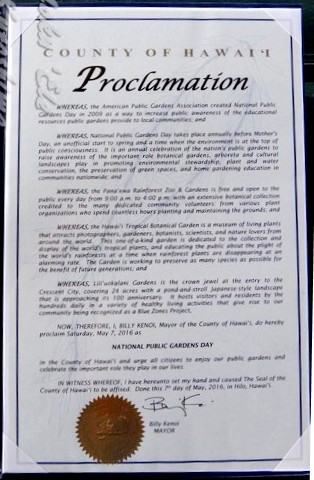 COUNTY OF HAWAI'I
Proclamation
WHEREAS, the American Public Gardens Association created National Public
Gardens Day in 2009 as a way to increase public awareness of the educational
resources public gardens provide to local communities; and
WHEREAS, National Public Gardens Day takes place annually before Mother's
Day, an unofficial start to spring and a time when the environment is at the top of
public consciousness. It is an annual celebration of the nation's public gardens to
raise awareness of the important role botanical gardens, arboreta and cultural
landscapes play in promoting environmental stewardship, plant and water
conservation, the preservation of green spaces, and home gardening education in
communities nationwide; and
WHEREAS, the Pana'ewa Rainforest Zoo & Gardens is free and open to the
public every day from 9:00 a.m. to 4:00 p.m. with an extensive botanical collection
credited to the many dedicated community volunteers from various plant
organizations who spend countless hours planting and maintaining the grounds; and
WHEREAS, the Hawai'i Tropical Botanical Garden is a museum of living plants
that attracts photographers, gardeners, botanists, scientists, and nature lovers from
around the world. This one-of-a-kind garden is dedicated to the collection and
display of the world's tropical plants, and educating the public about the plight of
the world's rainforests at a time when rainforest plants are disappearing at an
alarming rate. The Garden is working to preserve as many species as possible for
the benefit of future generations; and
WHEREAS, Lili'uokalani Gardens is the crown jewel at the entry to the
Crescent City, covering 24 acres with a pond-and-stroll Japanese style landscape
that is approaching its 100 anniversary. It hosts visitors and residents by the
hundreds daily in a variety of healthy living activities that give rise to our
community being recognized as a Blue Zones Project,
NOW, THEREFORE, I, BILLY KENOI, Mayor of the County of Hawai'i, do hereby
proclaim Saturday, May 7, 2016 as
NATIONAL PUBLIC GARDENS DAY
in the County of Hawai'i and urge all citizens to enjoy our public gardens and
celebrate the important role they play in our lives.
IN WITNESS WHEREOF, I have hereunto set my hand and caused The Seal of the
County of Hawai'i to be affixed. Done this 7th day of May, 2016, in Hilo, Hawai'i.
Billy Kenoi
MAYOR